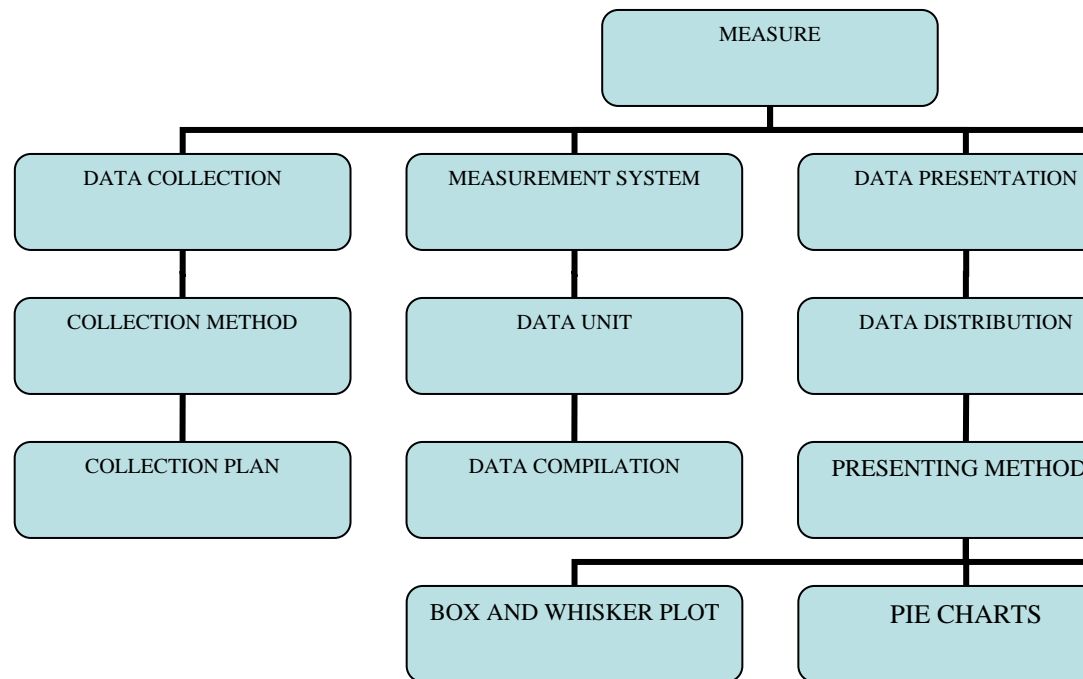 MEASURE
DATA COLLECTION
MEASUREMENT SYSTEM
DATA PRESENTATION
COLLECTION METHOD
DATA UNIT
DATA DISTRIBUTION
COLLECTION PLAN
DATA COMPILATION
PRESENTING METHOD
BOX AND WHISKER PLOT
PIE CHARTS